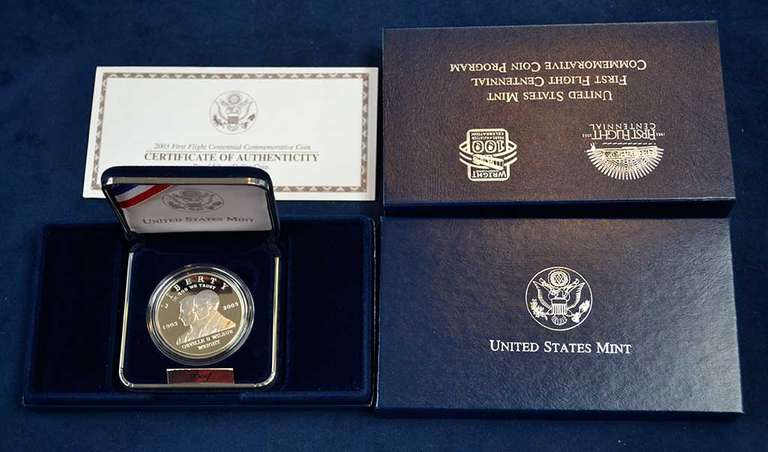 2003 First Flight Centennial Commemorative Coin
CERTIFICATE OF AUTHENTICITY
UNITED STATES MINT
FIRST FLIGHT CENTENNIAL
COMMEMORATIVE COIN PROGRAM
WRIGHT
100
FIRST FLIGHT
CENTENNIAL
UNITED STATES MINT
LIBERTY
IN GOD WE TRUST
1903 2003
ORVILLE & WILBUR
WRIGHT
Proof
UNITED STATES MINT